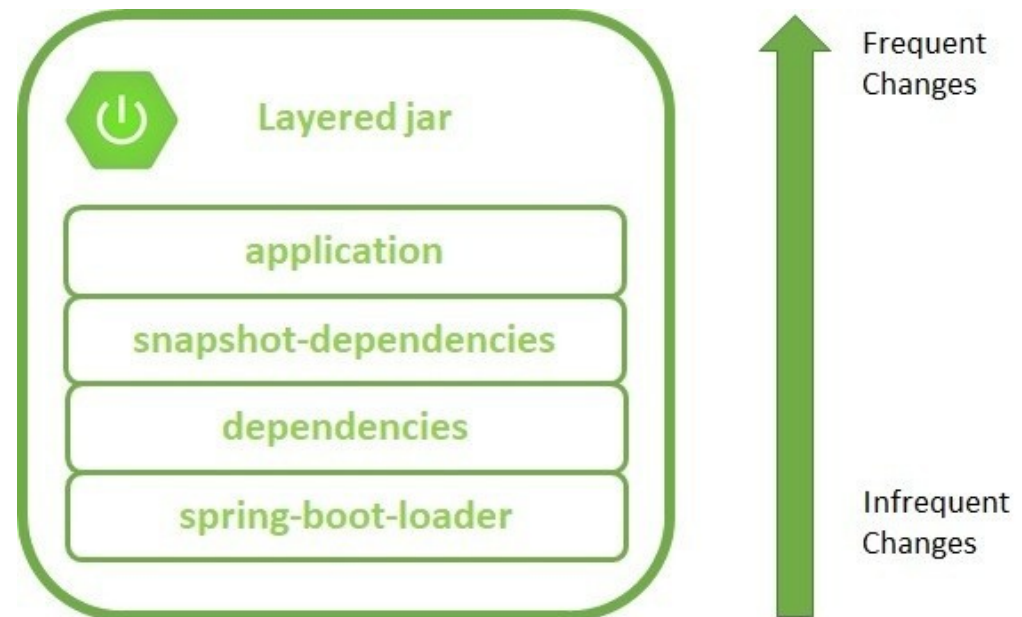 Layered jar
application
snapshot-dependencies
dependencies
spring-boot-loader
Frequent
Changes
Infrequent
Changes